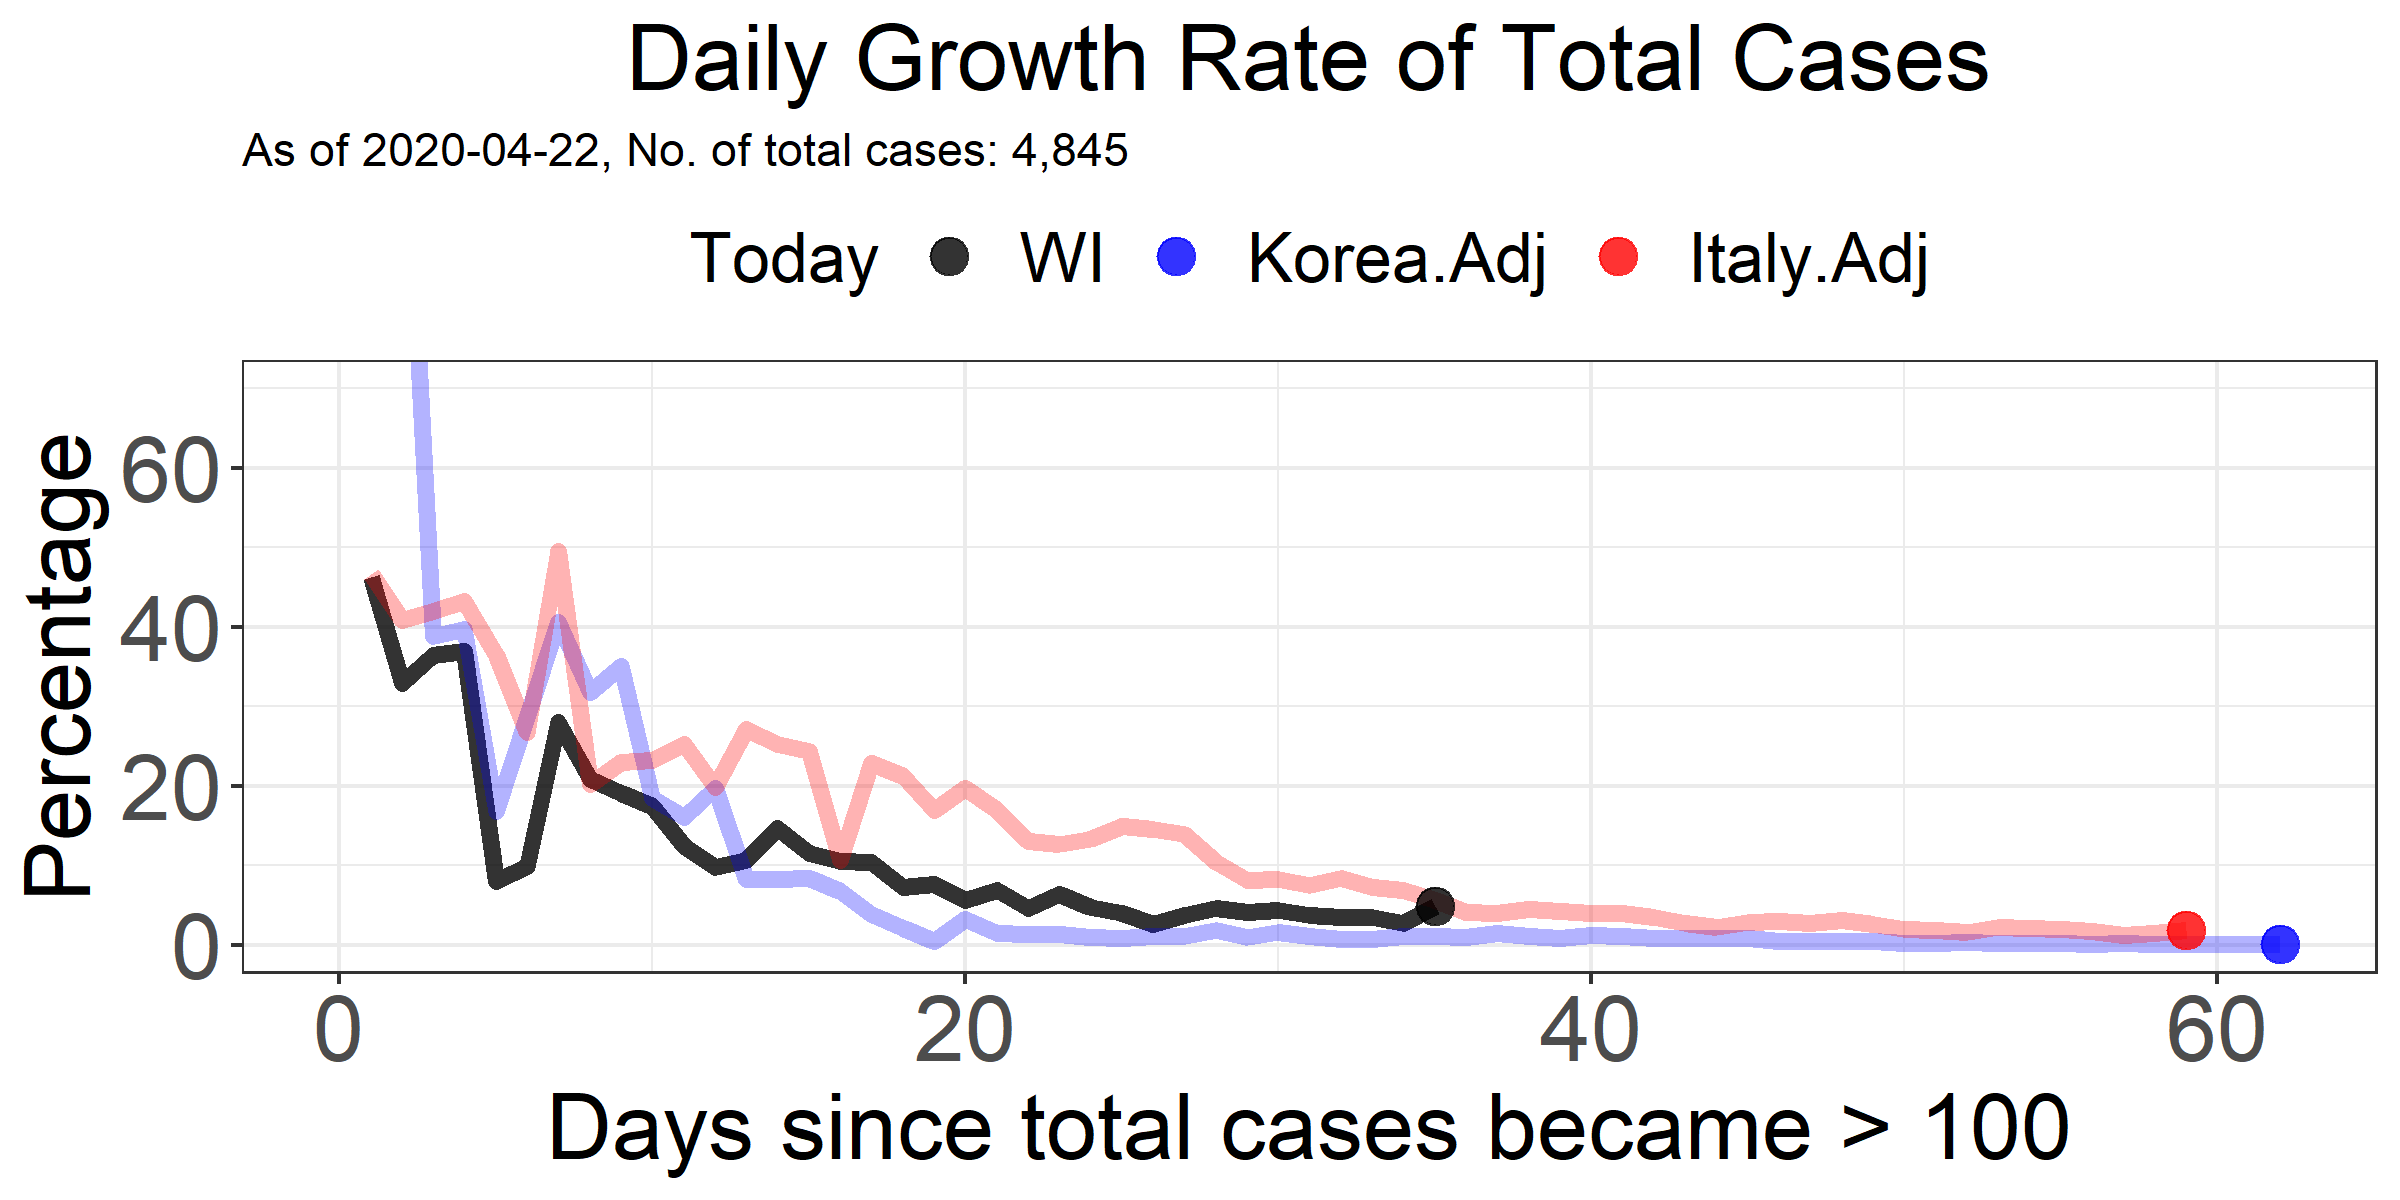 Daily Growth Rate of Total Cases
As of 2020-04-22, No. of total cases: 4,845
Today WI Korea.Adj Italy.Adj
Percentage
60
40
20
0
0 20 40 60
Days since total cases became > 100